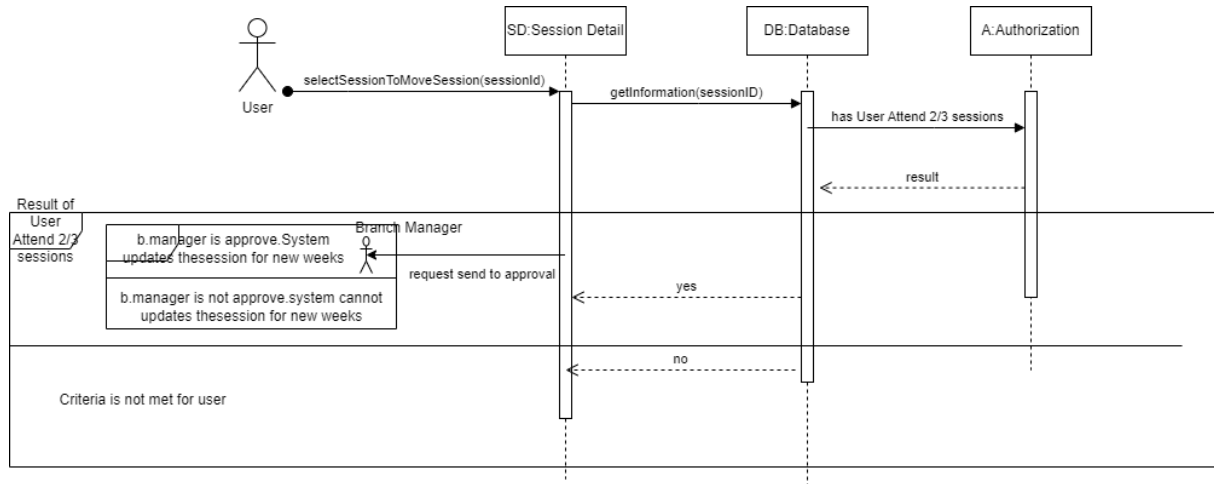 SD:Session Detail
DB:Database
A:Authorization
User
selectSessionToMoveSession(sessionId)
getInformation(sessionID)
has User Attend 2/3 sessions
result
Result of
User
Attend 2/3
sessions
Branch Manager
b.manager is approve.System
updates thesession for new weeks
request send to approval
yes
b.manager is not approve.system cannot
updates thesession for new weeks
no
Criteria is not met for user